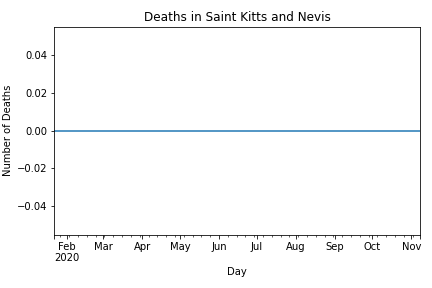 Deaths in Saint Kitts and Nevis
Number of Deaths
0.04
0.02
0.00
−0.02
−0.04
Feb Mar Apr May Jun Jul Aug Sep Oct Nov
2020
Day